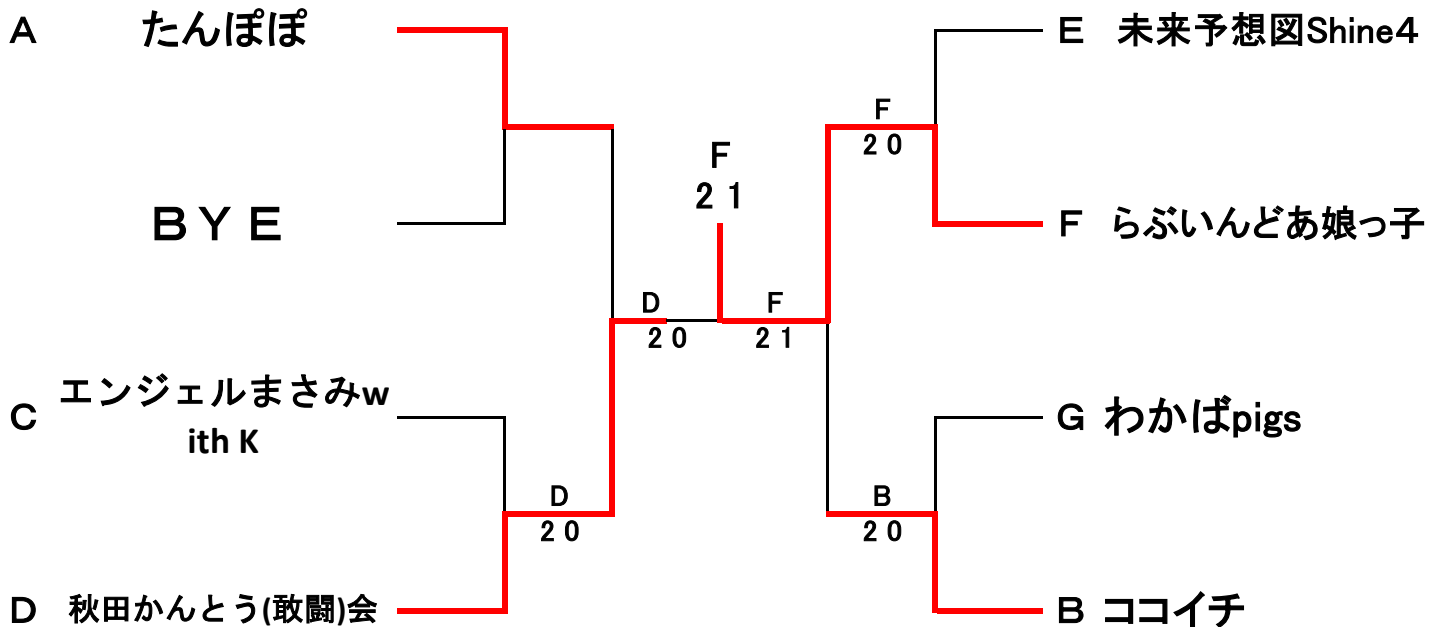 A たんぽぽ
E 未来予想図Shine4
F
２０
F
２１
ＢＹＥ
F らぶいんどあ娘っ子
D
２０
F
２１
C エンジェルまさみw
ith K
G わかばpigs
D
２０
B
２０
D 秋田かんとう(敢闘)会
B ココイチ